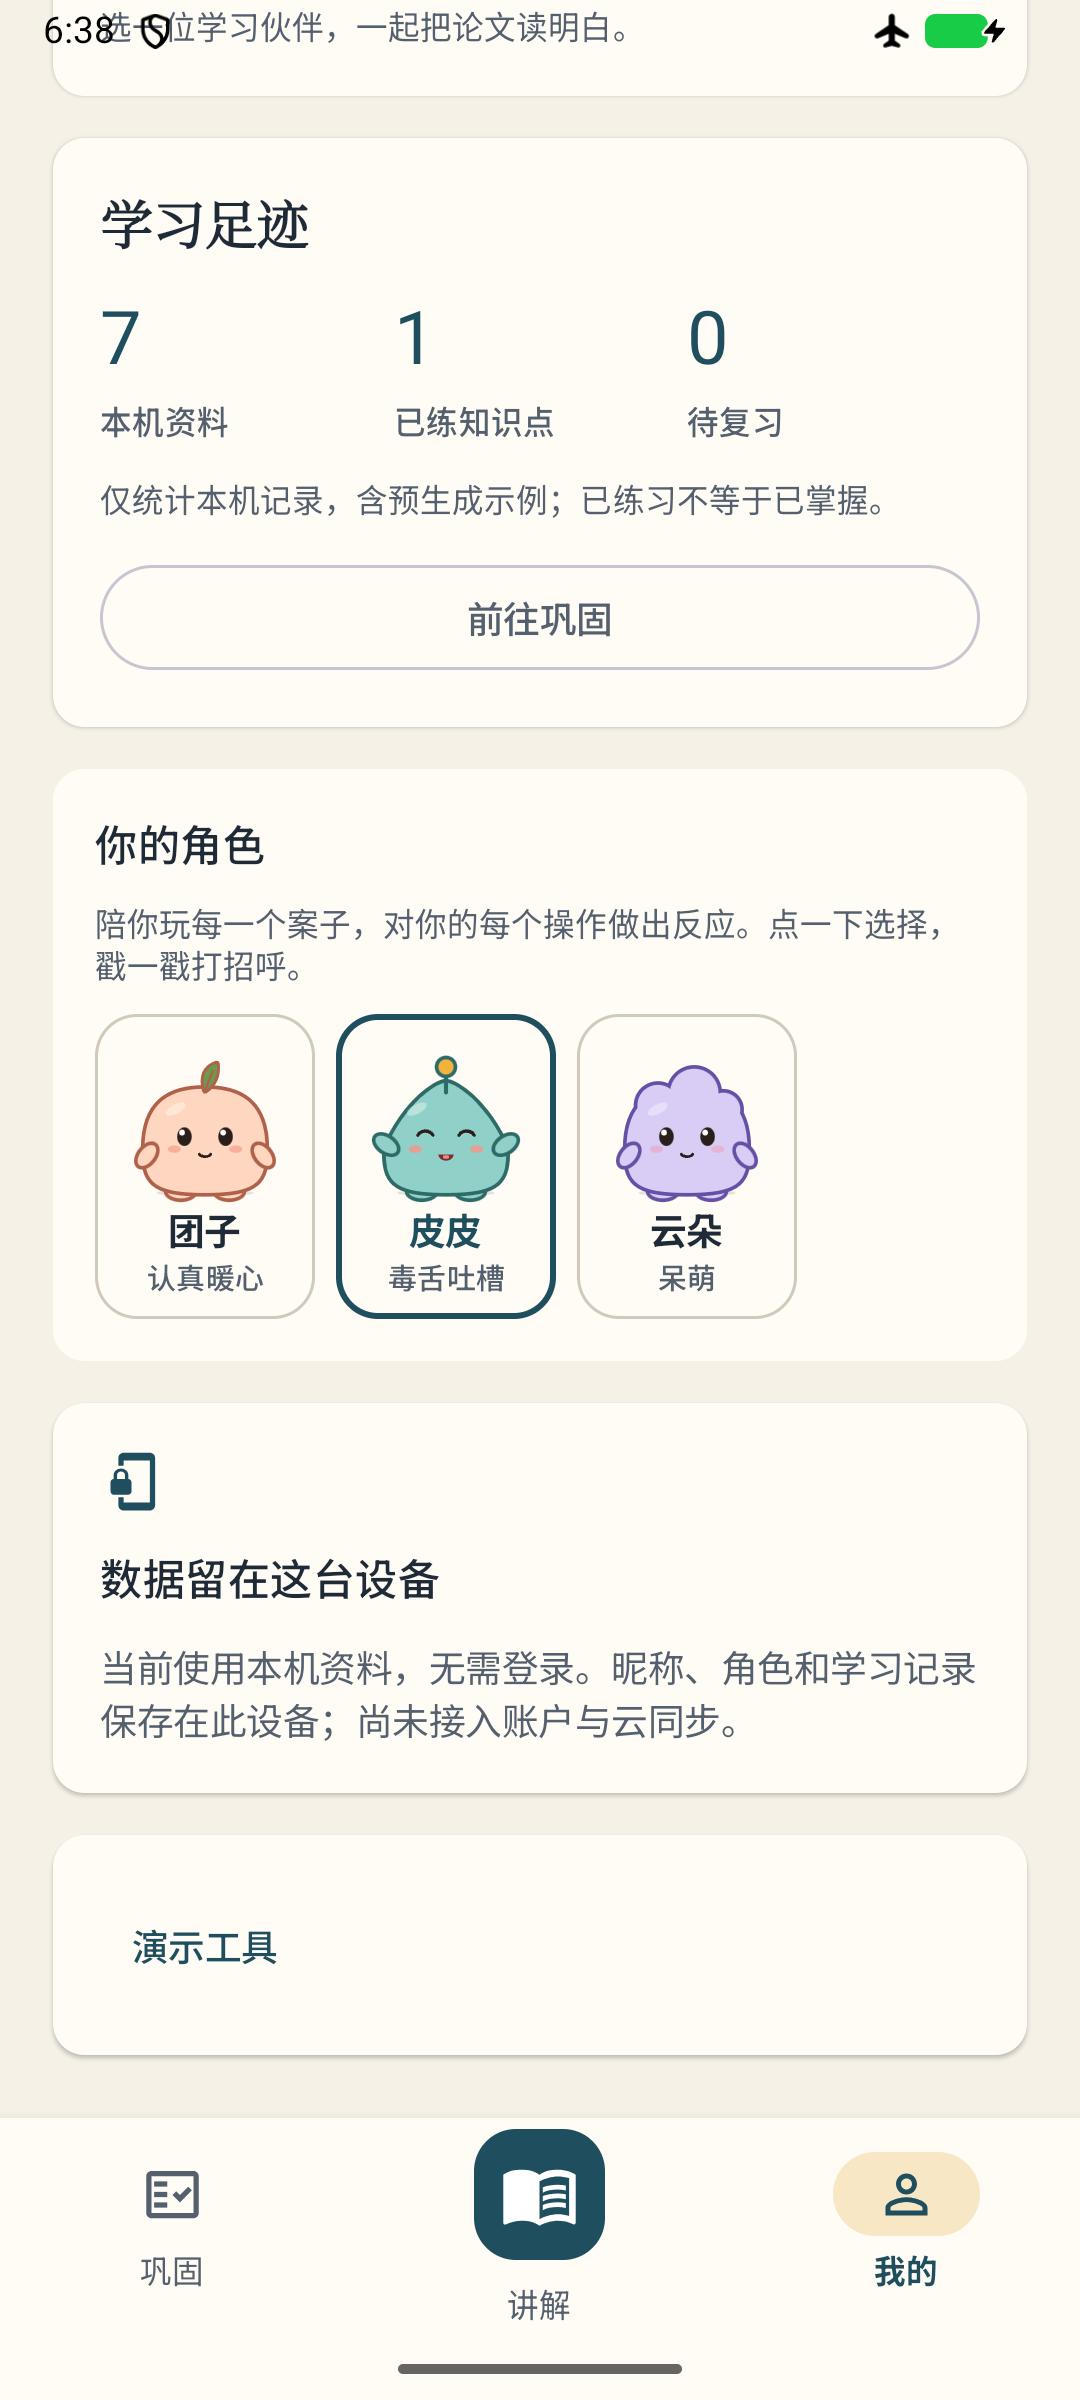 6:38
选一位学习伙伴，一起把论文读明白。
学习足迹
7
1
0
本机资料
已练知识点
待复习
仅统计本机记录，含预生成示例；已练习不等于已掌握。
前往巩固
你的角色
陪你玩每一个案子，对你的每个操作做出反应。点一下选择，
戳一戳打招呼。
团子
皮皮
云朵
认真暖心
毒舌吐槽
呆萌
数据留在这台设备
当前使用本机资料，无需登录。昵称、角色和学习记录
保存在此设备；尚未接入账户与云同步。
演示工具
巩固
讲解
我的